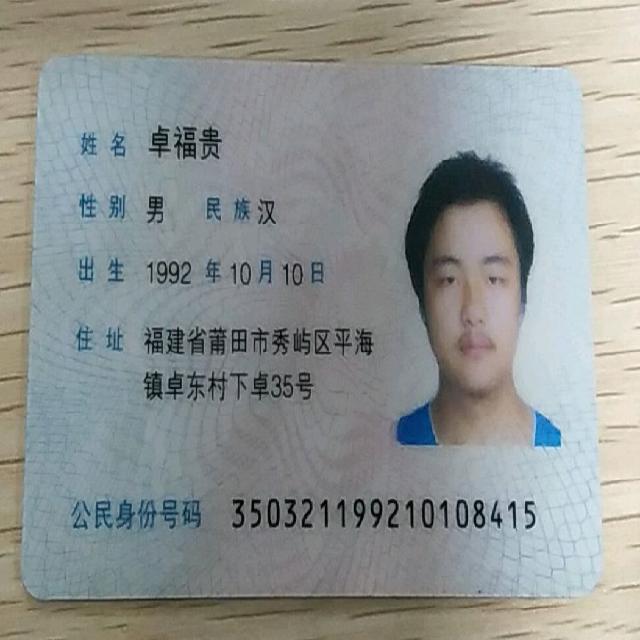 姓名 卓福贵
性别 男 民族 汉
出生 1992 年 10 月 10 日
住址 福建省莆田市秀屿区平海
镇卓东村下卓35号
公民身份号码 350321199210108415